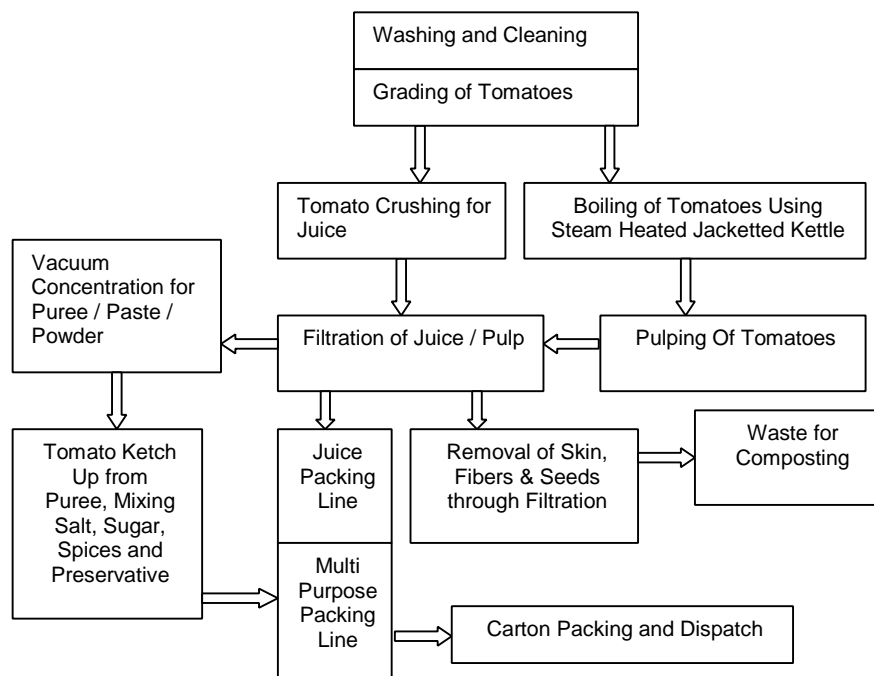 Washing and Cleaning
Grading of Tomatoes
Tomato Crushing for
Juice
Boiling of Tomatoes Using
Steam Heated Jacketted Kettle
Vacuum
Concentration for
Puree / Paste /
Powder
Filtration of Juice / Pulp
Pulping Of Tomatoes
Tomato Ketch
Up from
Puree, Mixing
Salt, Sugar,
Spices and
Preservative
Juice
Packing
Line
Removal of Skin,
Fibers & Seeds
through Filtration
Waste for
Composting
Multi
Purpose
Packing
Line
Carton Packing and Dispatch